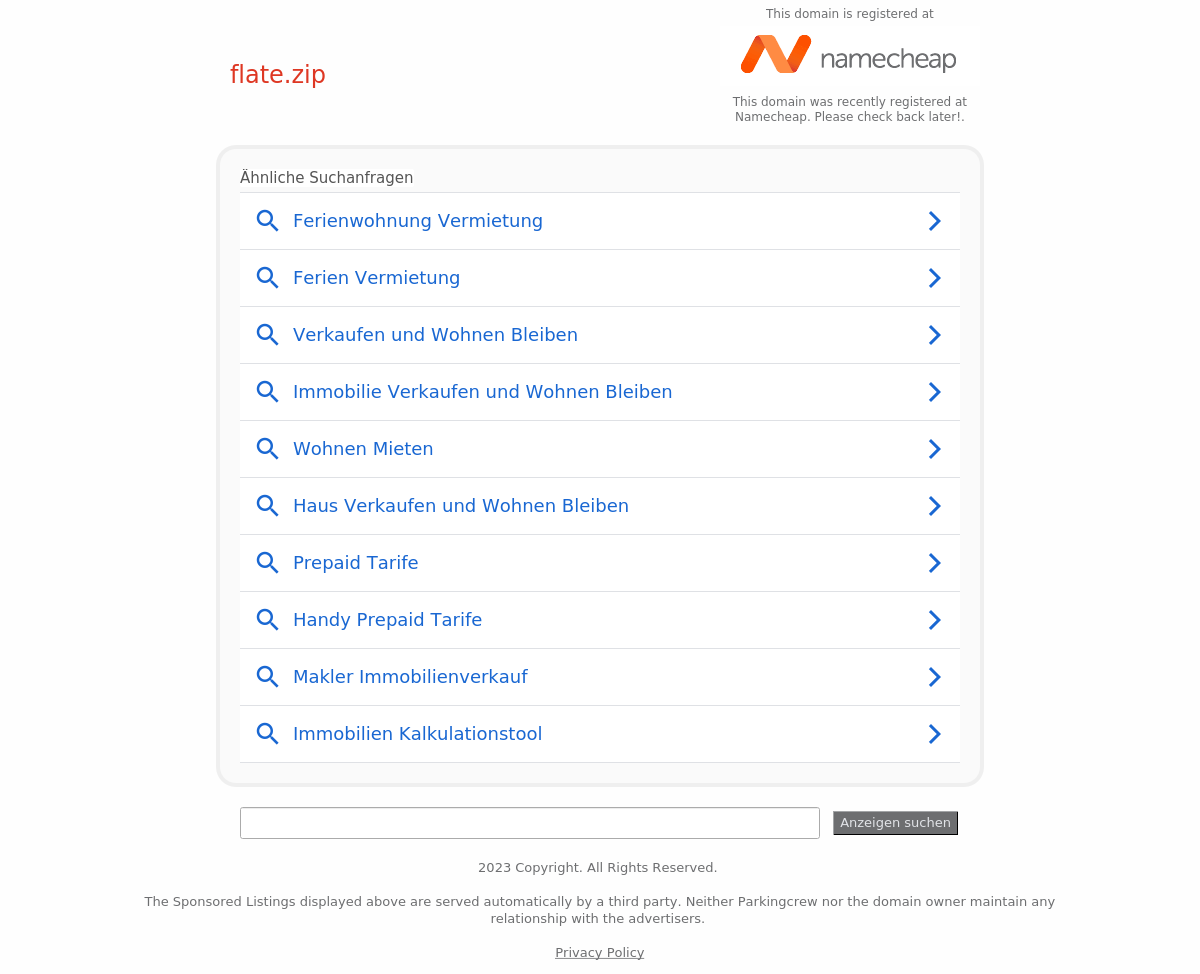 This domain is registered at
namecheap
flate.zip
This domain was recently registered at
Namecheap. Please check back later!.
Ähnliche Suchanfragen
Ferienwohnung Vermietung
Ferien Vermietung
Verkaufen und Wohnen Bleiben
Immobilie Verkaufen und Wohnen Bleiben
Wohnen Mieten
Haus Verkaufen und Wohnen Bleiben
Prepaid Tarife
Handy Prepaid Tarife
Makler Immobilienverkauf
Immobilien Kalkulationstool
Anzeigen suchen
2023 Copyright. All Rights Reserved.
The Sponsored Listings displayed above are served automatically by a third party. Neither Parkingcrew nor the domain owner maintain any
relationship with the advertisers.
Privacy Policy